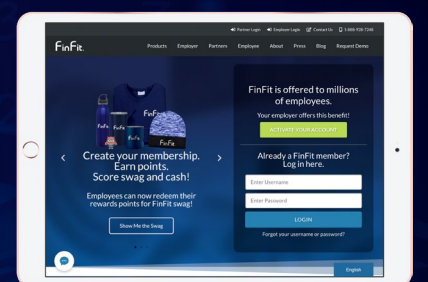 Partner Login Employer Login Contact Us 1-888-928-7248
FinFit. Products Employer Partners Employee About Press Blog Request Demo
FinFit
FinFit
FinFit
FinFit
FinFit
Create your membership.
Earn points.
Score swag and cash!
Employees can now redeem their
rewards points for FinFit swag!
Show Me the Swag
FinFit is offered to millions
of employees.
Your employer offers this benefit!
ACTIVATE YOUR ACCOUNT
Already a FinFit member?
Log in here.
Enter Username
Enter Password
LOGIN
Forgot your username or password?
English